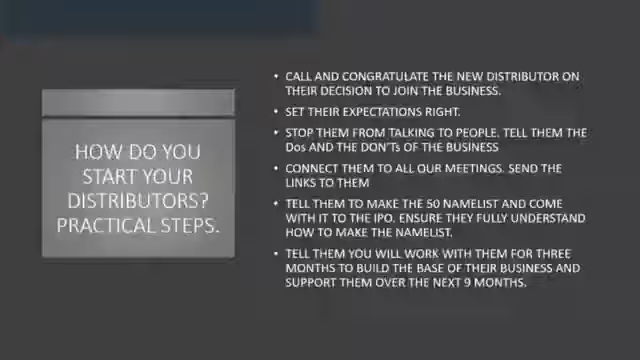 HOW DO YOU
START YOUR
DISTRIBUTORS?
PRACTICAL STEPS.
• CALL AND CONGRATULATE THE NEW DISTRIBUTOR ON
THEIR DECISION TO JOIN THE BUSINESS.
• SET THEIR EXPECTATIONS RIGHT.
• STOP THEM FROM TALKING TO PEOPLE. TELL THEM THE
Dos AND THE DON'Ts OF THE BUSINESS
• CONNECT THEM TO ALL OUR MEETINGS. SEND THE
LINKS TO THEM
• TELL THEM TO MAKE THE 50 NAMELIST AND COME
WITH IT TO THE IPO. ENSURE THEY FULLY UNDERSTAND
HOW TO MAKE THE NAMELIST.
• TELL THEM YOU WILL WORK WITH THEM FOR THREE
MONTHS TO BUILD THE BASE OF THEIR BUSINESS AND
SUPPORT THEM OVER THE NEXT 9 MONTHS.